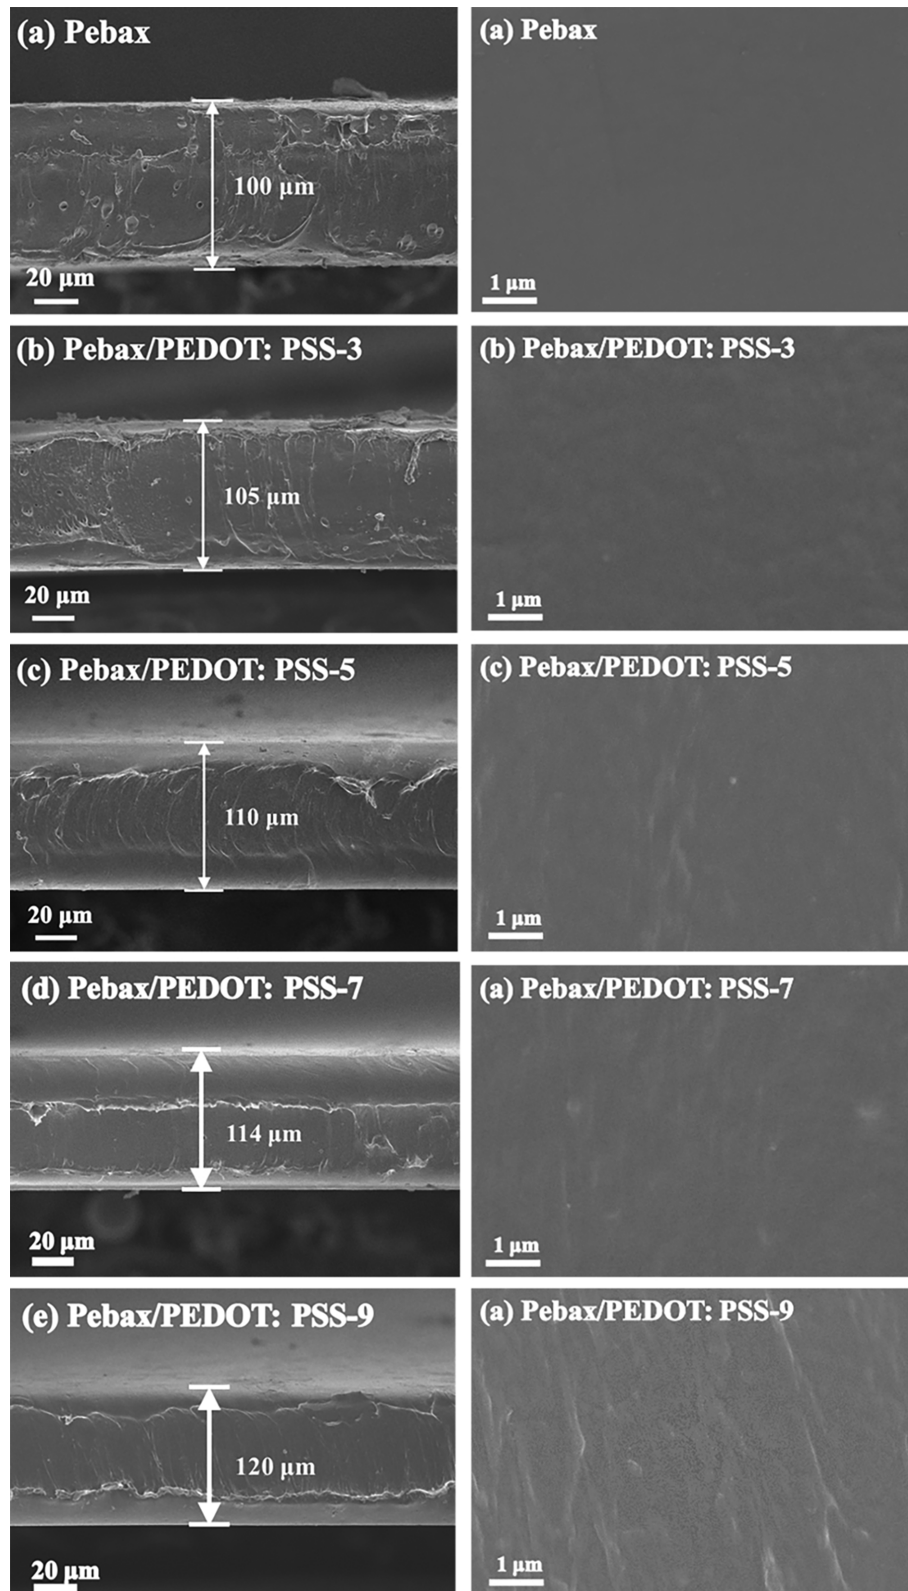 (a) Pebax
100 µm
20 µm
(a) Pebax
1 µm
(b) Pebax/PEDOT: PSS-3
105 µm
20 µm
(b) Pebax/PEDOT: PSS-3
1 µm
(c) Pebax/PEDOT: PSS-5
110 µm
20 µm
(c) Pebax/PEDOT: PSS-5
1 µm
(d) Pebax/PEDOT: PSS-7
114 µm
20 µm
(a) Pebax/PEDOT: PSS-7
1 µm
(e) Pebax/PEDOT: PSS-9
120 µm
20 µm
(a) Pebax/PEDOT: PSS-9
1 µm